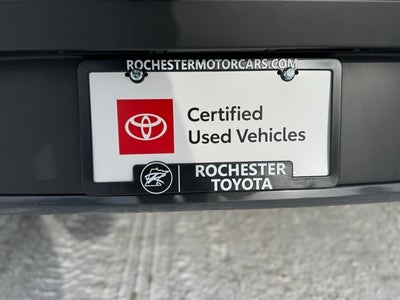 ROCHESTERMOTORCARS.COM
Certified
Used Vehicles
ROCHESTER
TOYOTA